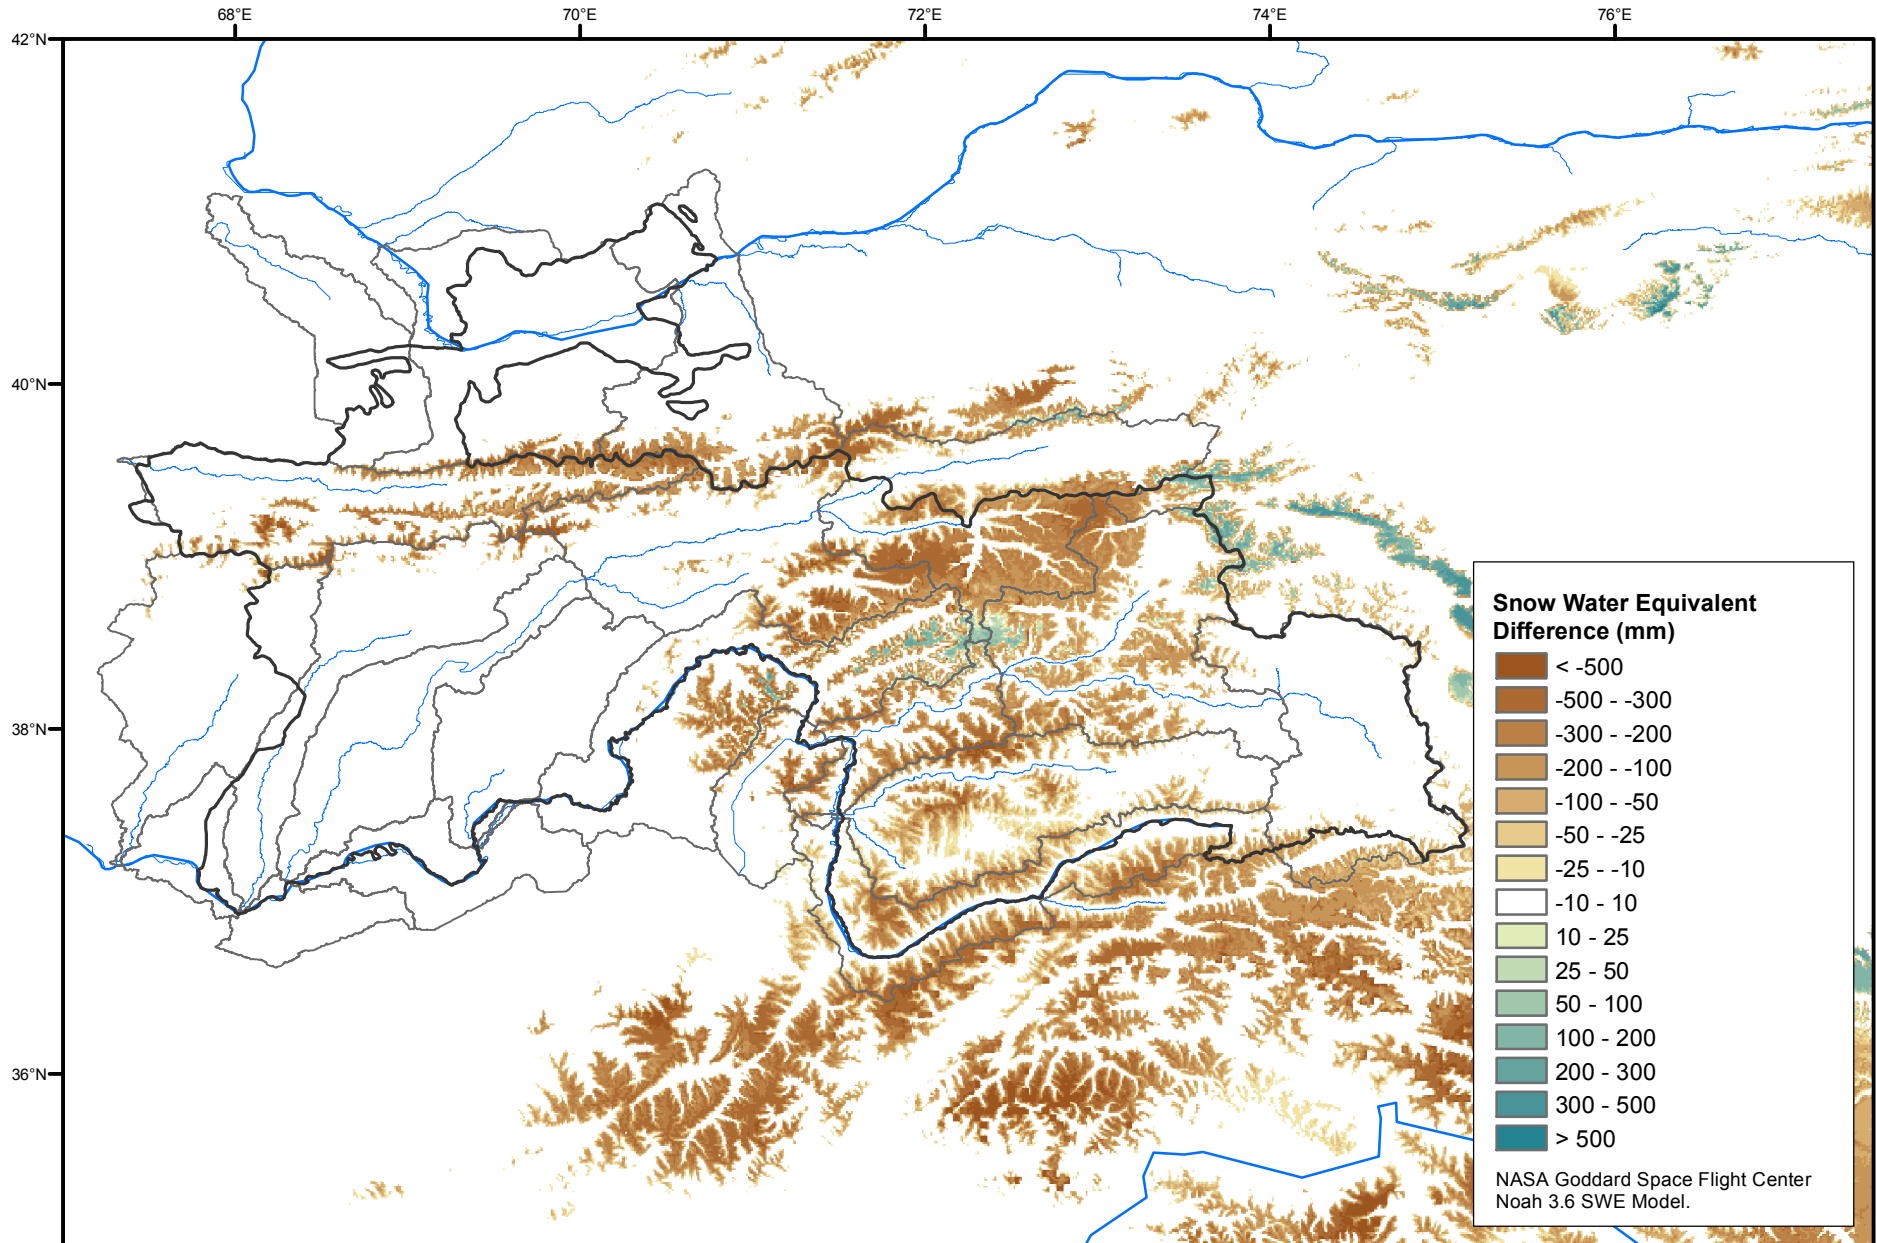 68°E 70°E 72°E 74°E 76°E
42°N
40°N
38°N
36°N
Snow Water Equivalent
Difference (mm)
< -500
-500 - -300
-300 - -200
-200 - -100
-100 - -50
-50 - -25
-25 - -10
-10 - 10
10 - 25
25 - 50
50 - 100
100 - 200
200 - 300
300 - 500
> 500
NASA Goddard Space Flight Center
Noah 3.6 SWE Model.